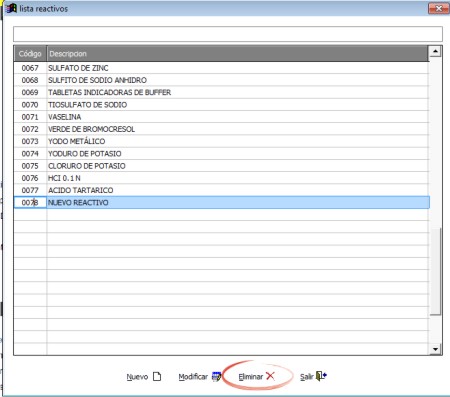 lista reactivos
Código Descripcion
0067 SULFATO DE ZINC
0068 SULFITO DE SODIO ANHIDRO
0069 TABLETAS INDICADORAS DE BUFFER
0070 TIOSULFATO DE SODIO
0071 VASELINA
0072 VERDE DE BROMOCRESOL
0073 YODO METÁLICO
0074 YODURO DE POTASIO
0075 CLORURO DE POTASIO
0076 HCl 0.1 N
0077 ACIDO TARTARICO
0078 NUEVO REACTIVO
Nuevo Modificar Eliminar Salir